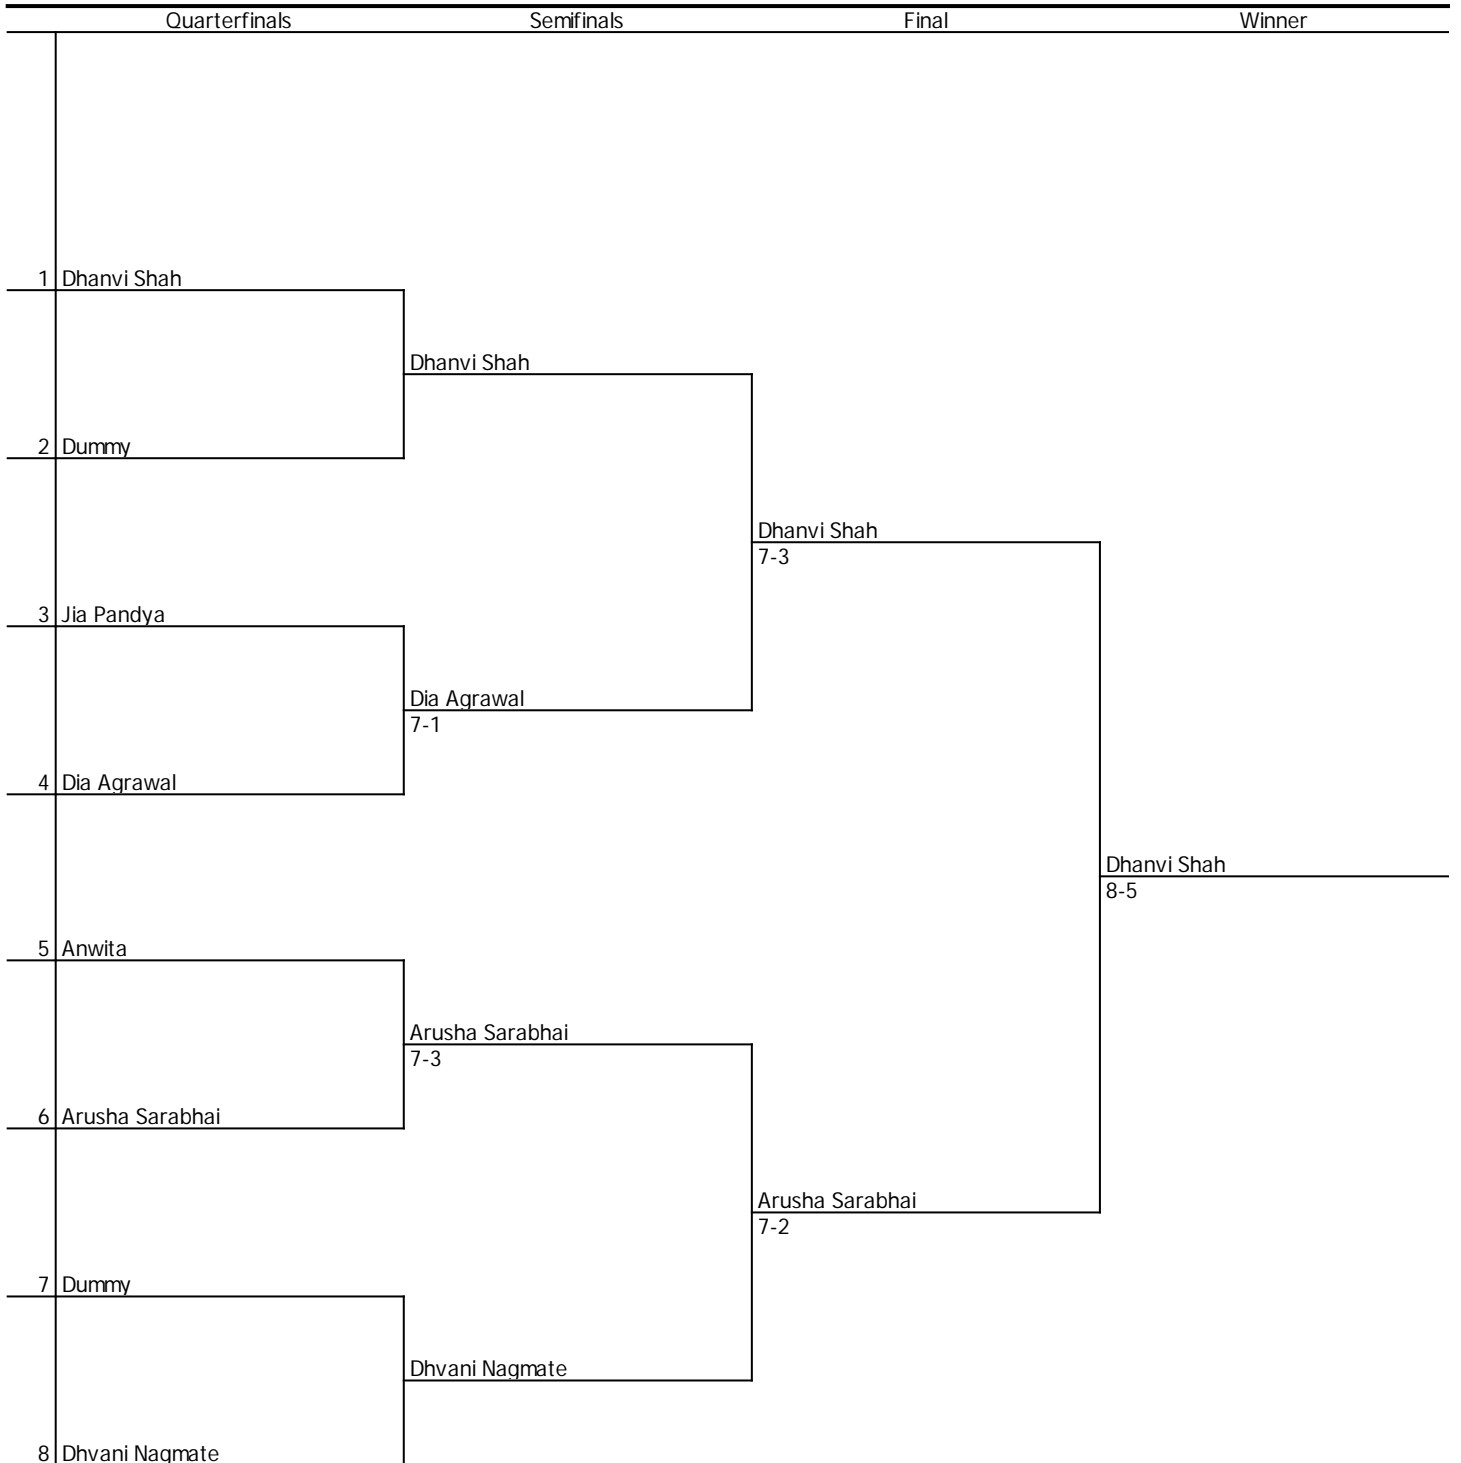 Quarterfinals Semifinals Final Winner
1 Dhanvi Shah
Dhanvi Shah
2 Dummy
Dhanvi Shah
7-3
3 Jia Pandya
Dia Agrawal
7-1
4 Dia Agrawal
Dhanvi Shah
8-5
5 Anwita
Arusha Sarabhai
7-3
6 Arusha Sarabhai
Arusha Sarabhai
7-2
7 Dummy
Dhvani Nagmate
8 Dhvani Nagmate